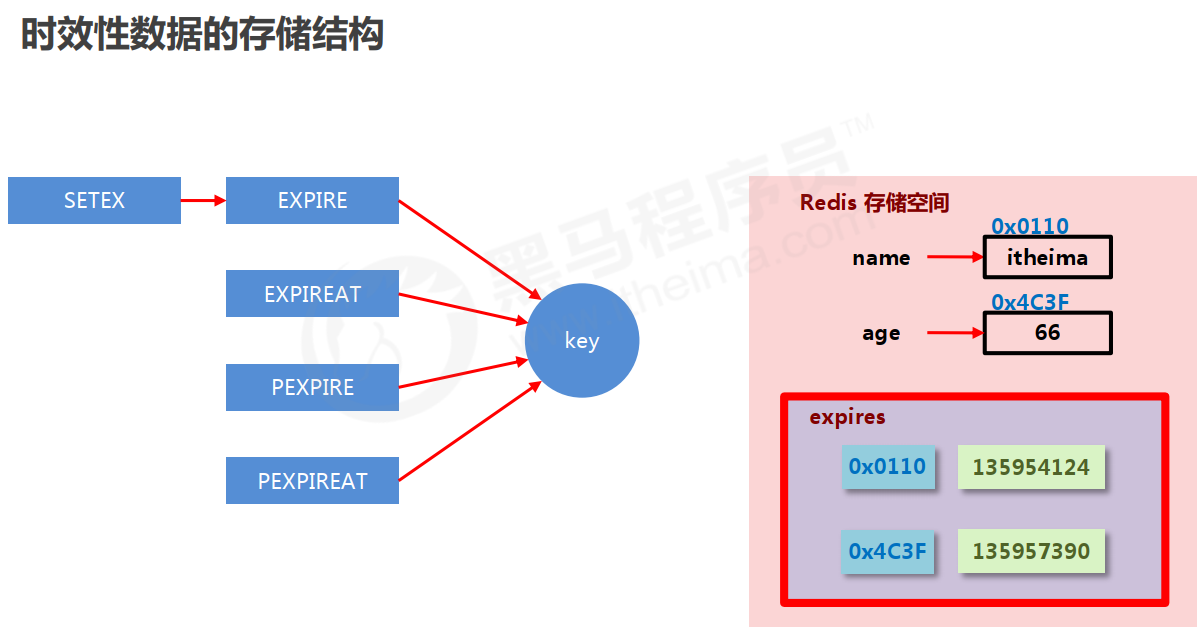 时效性数据的存储结构
SETEX
EXPIRE
EXPIREAT
PEXPIRE
PEXPIREAT
key
黑马程序员™
www.itheima.com
Redis 存储空间
0x0110
name
itheima
0x4C3F
age
66
expires
0x0110
135954124
0x4C3F
135957390